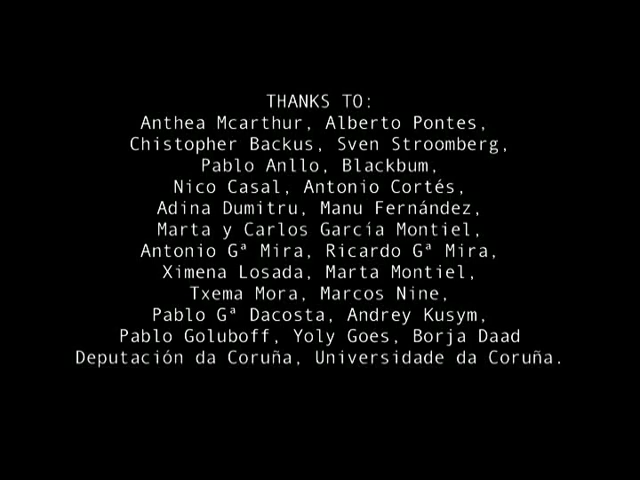 THANKS TO:
Anthea Mcarthur, Alberto Pontes,
Chistopher Backus, Sven Stroomberg,
Pablo Anllo, Blackbum,
Nico Casal, Antonio Cortés,
Adina Dumitru, Manu Fernández,
Marta y Carlos García Montiel,
Antonio Gª Mira, Ricardo Gª Mira,
Ximena Losada, Marta Montiel,
Txema Mora, Marcos Nine,
Pablo Gª Dacosta, Andrey Kusym,
Pablo Goluboff, Yoly Goes, Borja Daad
Deputación da Coruña, Universidade da Coruña.